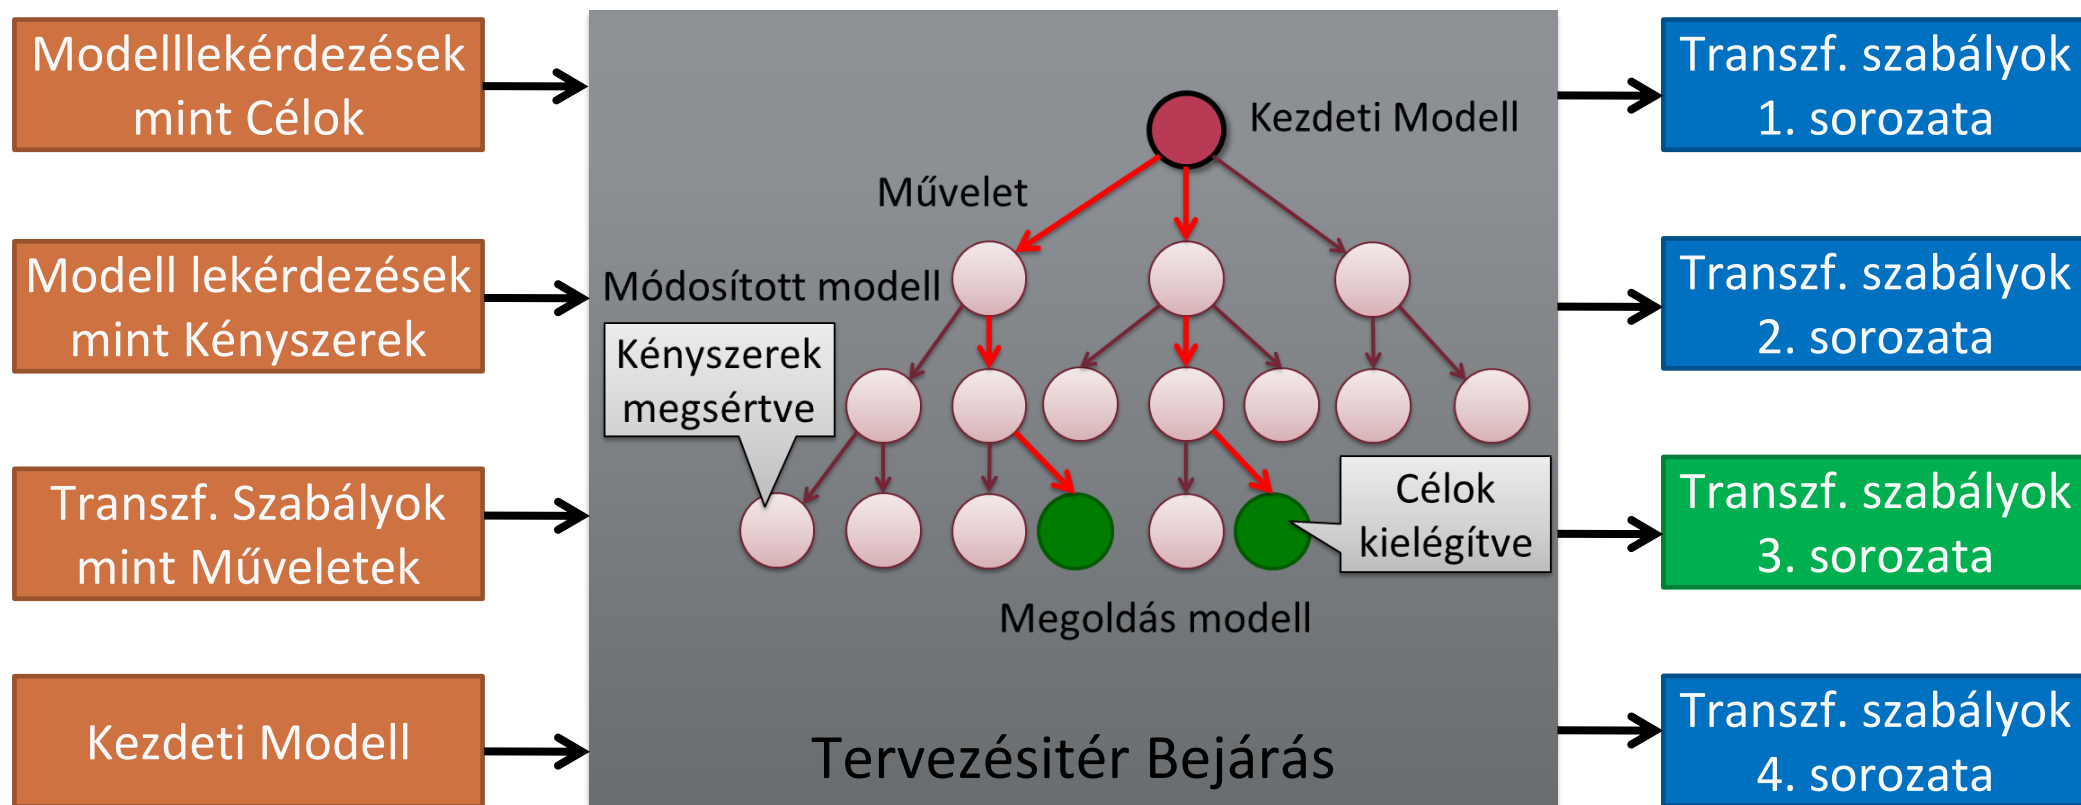 Modelllekérdezések
mint Célok
Modell lekérdezések
mint Kényszerek
Transzf. Szabályok
mint Műveletek
Kezdeti Modell
Kezdeti Modell
Művelet
Módosított modell
Kényszerek
megsértve
Célok
kielégítve
Megoldás modell
Tervezésitér Bejárás
Transzf. szabályok
1. sorozata
Transzf. szabályok
2. sorozata
Transzf. szabályok
3. sorozata
Transzf. szabályok
4. sorozata